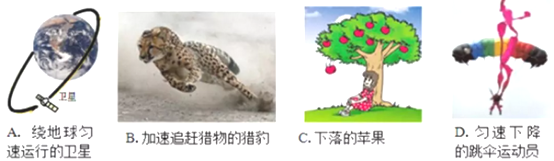 卫星
A. 绕地球匀
速运行的卫星
B.加速追赶猎物的猎豹
C.下落的苹果
D. 匀速下降
的跳伞运动员